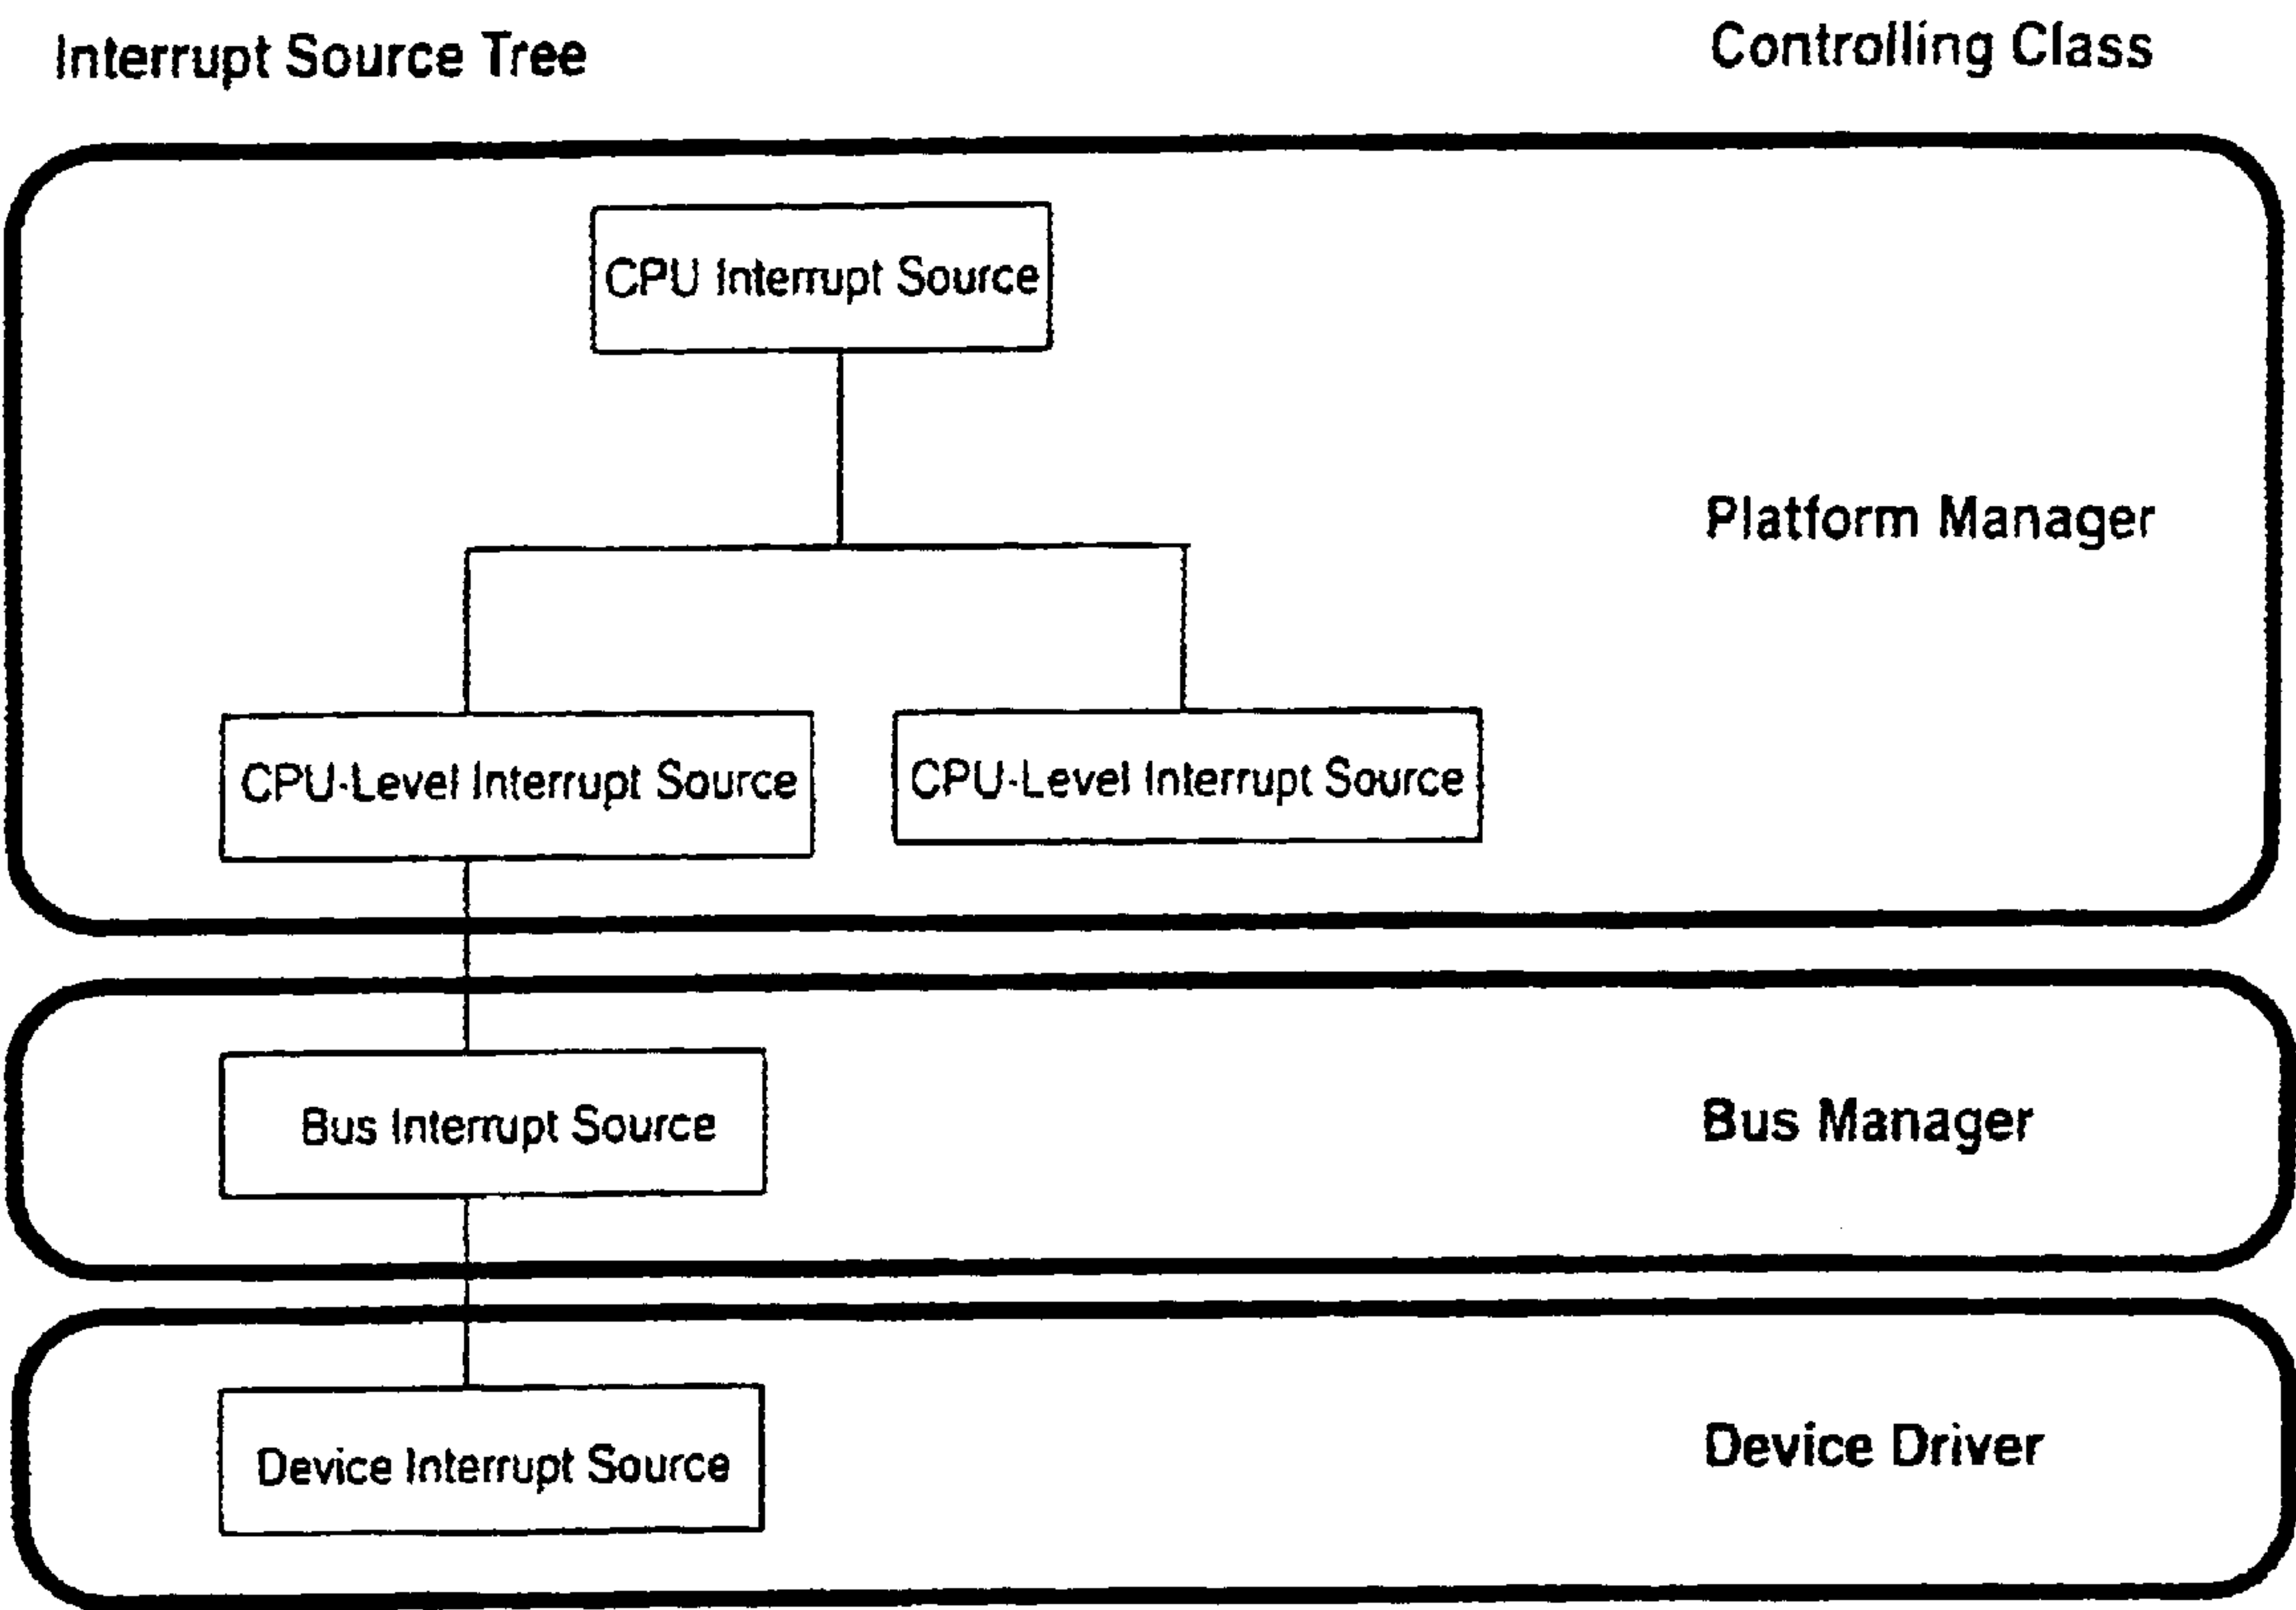 Interrupt Source Tree
Controlling Class
CPU Interrupt Source
Platform Manager
CPU-Level Interrupt Source
CPU-Level Interrupt Source
Bus Interrupt Source
Bus Manager
Device Interrupt Source
Device Driver